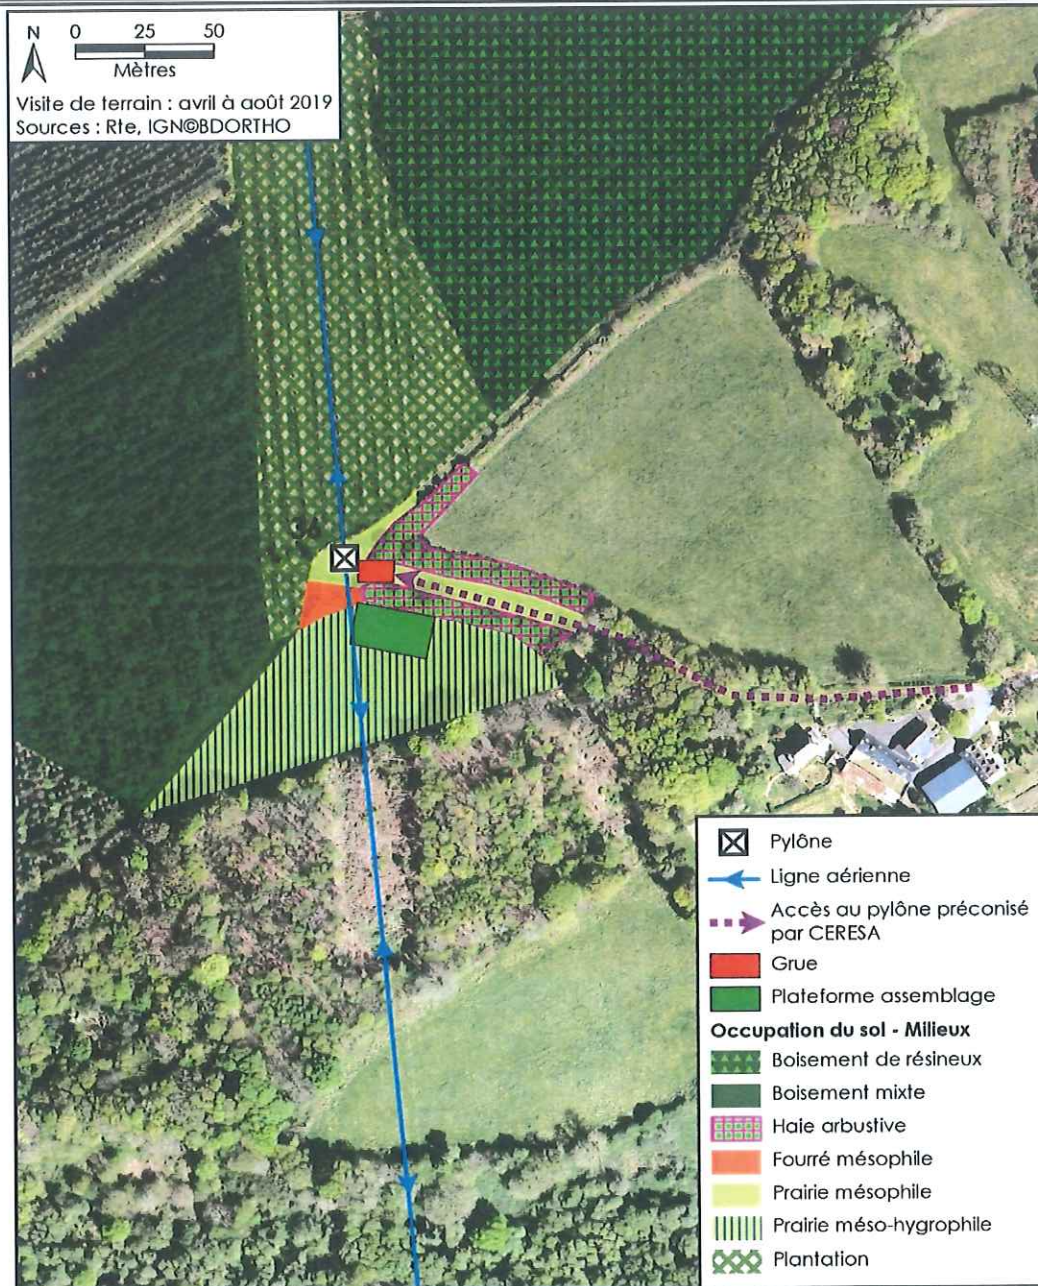 N
0 25 50
Mètres
Visite de terrain : avril à août 2019
Sources : Rte, IGN©BDORTHO
Pylône
Ligne aérienne
Accès au pylône préconisé
par CERESA
Grue
Plateforme assemblage
Occupation du sol - Milieux
Boisement de résineux
Boisement mixte
Haie arbustive
Fourré mésophile
Prairie mésophile
Prairie méso-hygrophile
Plantation